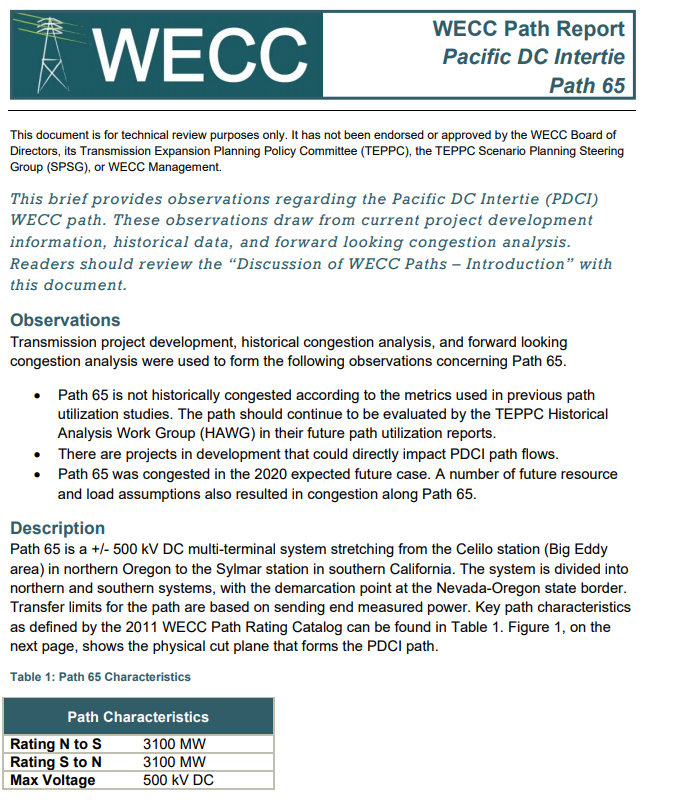 WECC
WECC Path Report
Pacific DC Intertie
Path 65
This document is for technical review purposes only. It has not been endorsed or approved by the WECC Board of
Directors, its Transmission Expansion Planning Policy Committee (TEPPC), the TEPPC Scenario Planning Steering
Group (SPSG), or WECC Management.
This brief provides observations regarding the Pacific DC Intertie (PDCI)
WECC path. These observations draw from current project development
information, historical data, and forward looking congestion analysis.
Readers should review the “Discussion of WECC Paths – Introduction” with
this document.
Observations
Transmission project development, historical congestion analysis, and forward looking
congestion analysis were used to form the following observations concerning Path 65.
• Path 65 is not historically congested according to the metrics used in previous path
utilization studies. The path should continue to be evaluated by the TEPPC Historical
Analysis Work Group (HAWG) in their future path utilization reports.
• There are projects in development that could directly impact PDCI path flows.
• Path 65 was congested in the 2020 expected future case. A number of future resource
and load assumptions also resulted in congestion along Path 65.
Description
Path 65 is a +/- 500 kV DC multi-terminal system stretching from the Celilo station (Big Eddy
area) in northern Oregon to the Sylmar station in southern California. The system is divided into
northern and southern systems, with the demarcation point at the Nevada-Oregon state border.
Transfer limits for the path are based on sending end measured power. Key path characteristics
as defined by the 2011 WECC Path Rating Catalog can be found in Table 1. Figure 1, on the
next page, shows the physical cut plane that forms the PDCI path.
Table 1: Path 65 Characteristics
Path Characteristics
Rating N to S 3100 MW
Rating S to N 3100 MW
Max Voltage 500 kV DC